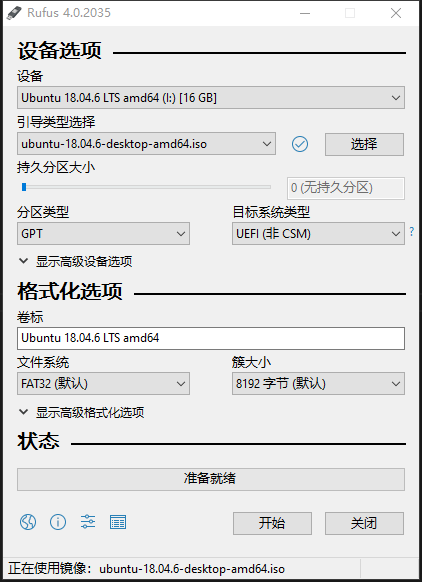 Rufus 4.0.2035
设备选项
设备
Ubuntu 18.04.6 LTS amd64 (I:) [16 GB]
引导类型选择
ubuntu-18.04.6-desktop-amd64.iso
选择
持久分区大小
0 (无持久分区)
分区类型
目标系统类型
GPT
UEFI (非 CSM)
?
显示高级设备选项
格式化选项
卷标
Ubuntu 18.04.6 LTS amd64
文件系统
簇大小
FAT32 (默认)
8192 字节 (默认)
显示高级格式化选项
状态
准备就绪
开始
关闭
正在使用镜像：ubuntu-18.04.6-desktop-amd64.iso